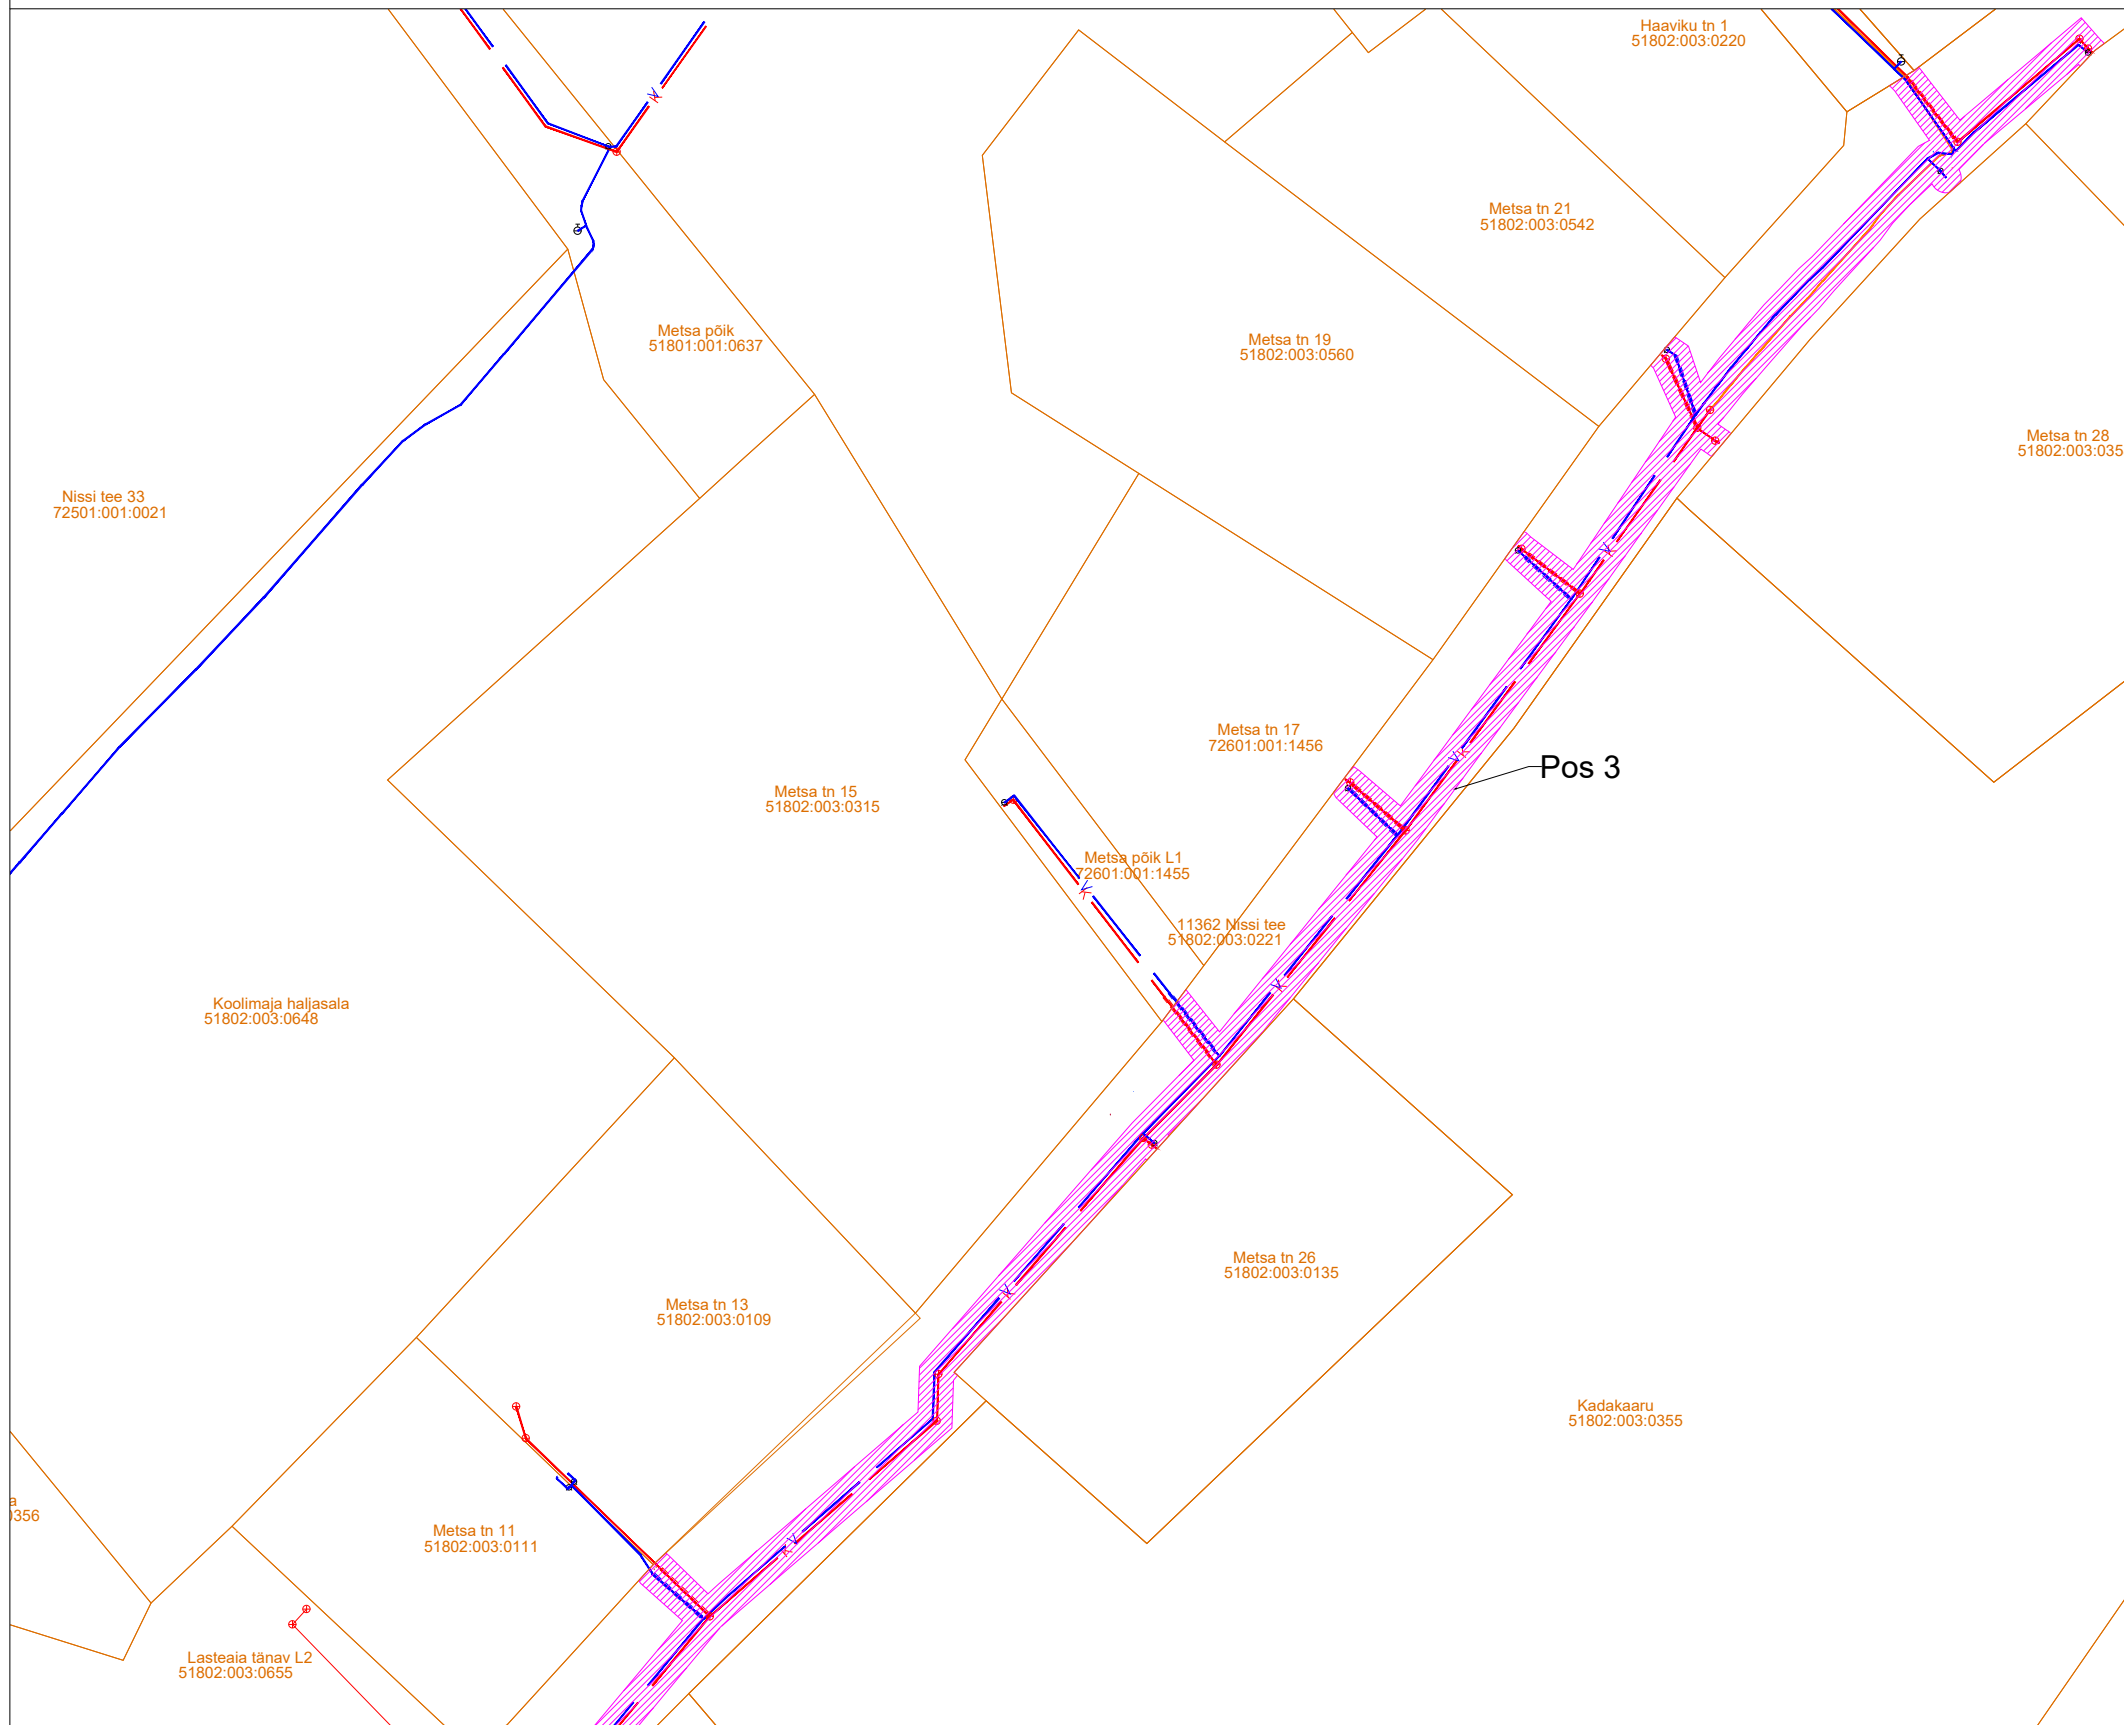 Haaviku tn 1
51802:003:0220
Metsa tn 21
51802:003:0542
Metsa põik
51801:001:0637
Metsa tn 19
51802:003:0560
Metsa tn 28
51802:003:035
Nissi tee 33
72501:001:0021
Metsa tn 17
72601:001:1456
Pos 3
Metsa tn 15
51802:003:0315
Metsa põik L1
72601:001:1455
11362 Nissi tee
51802:003:0221
Koolimaja haljasala
51802:003:0648
Metsa tn 26
51802:003:0135
Metsa tn 13
51802:003:0109
Kadakaaru
51802:003:0355
a
0356
Metsa tn 11
51802:003:0111
Lasteaia tänav L2
51802:003:0655